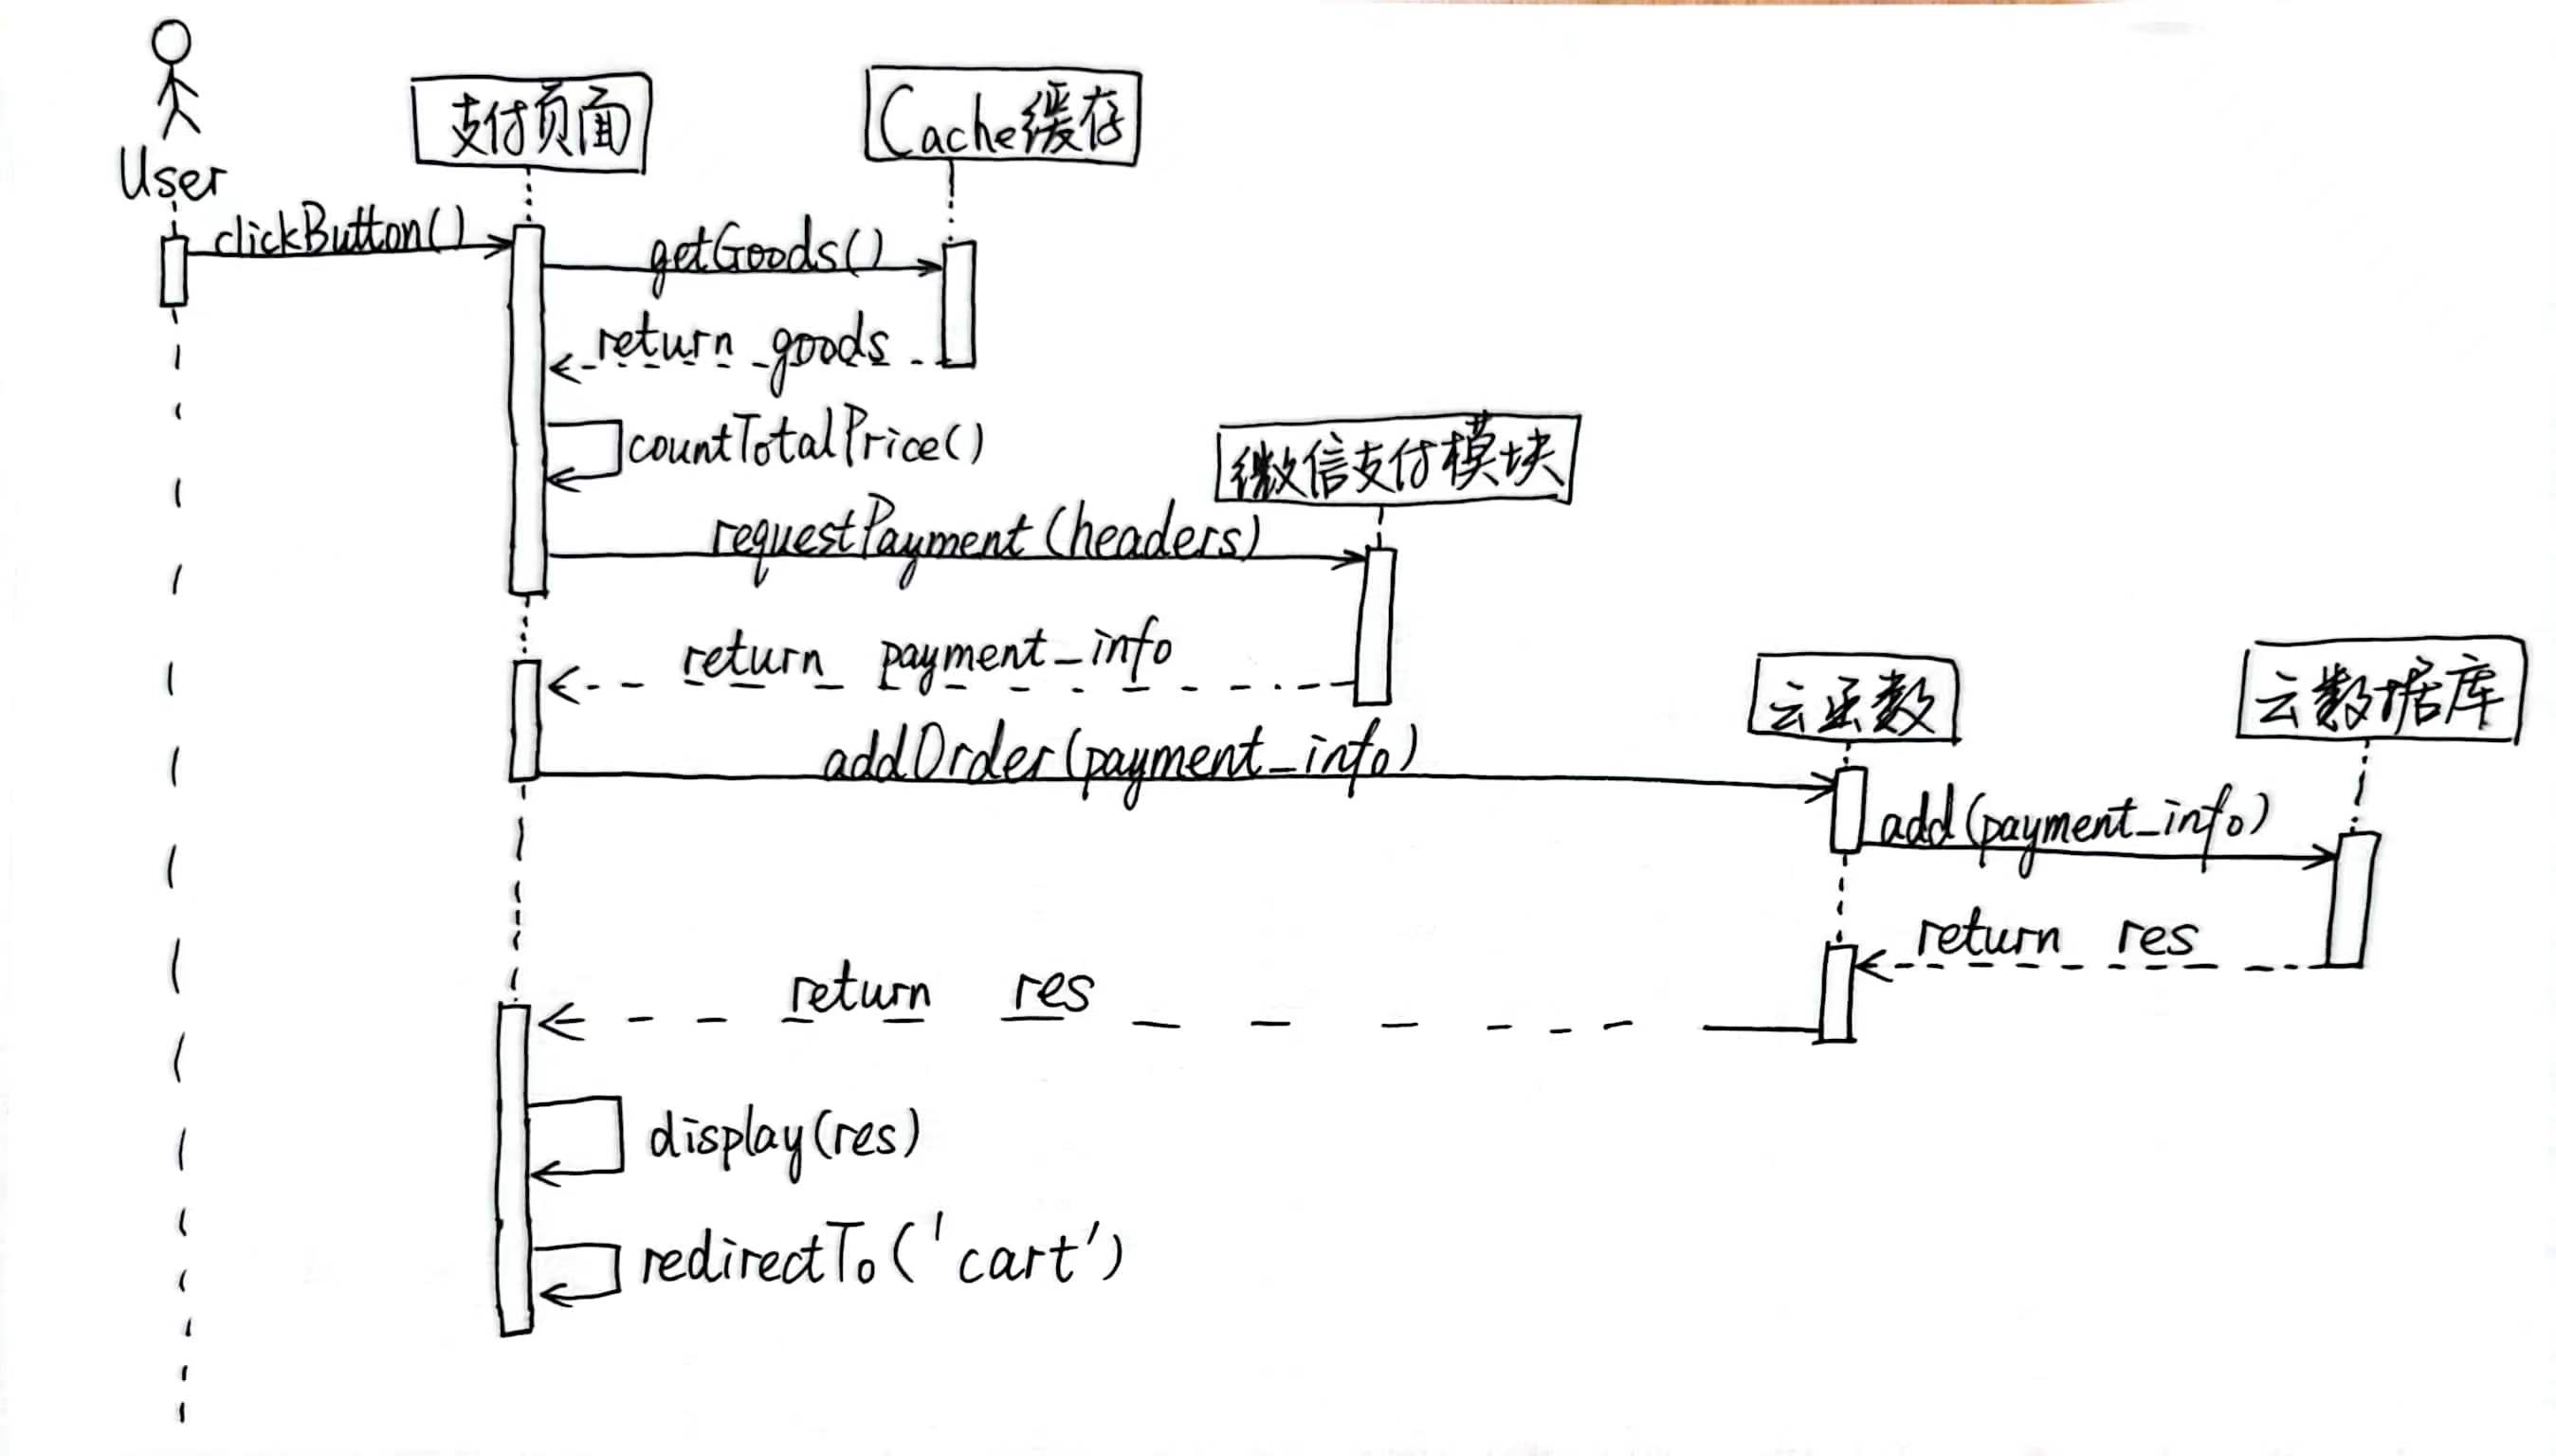 User
支付页面
Cache缓存
clickButton()
getGoods()
return goods
countTotalPrice()
微信支付模块
requestPayment(headers)
return payment_info
云函数
云数据库
addOrder(payment_info)
add(payment_info)
return res
return res
display(res)
redirectTo('cart')